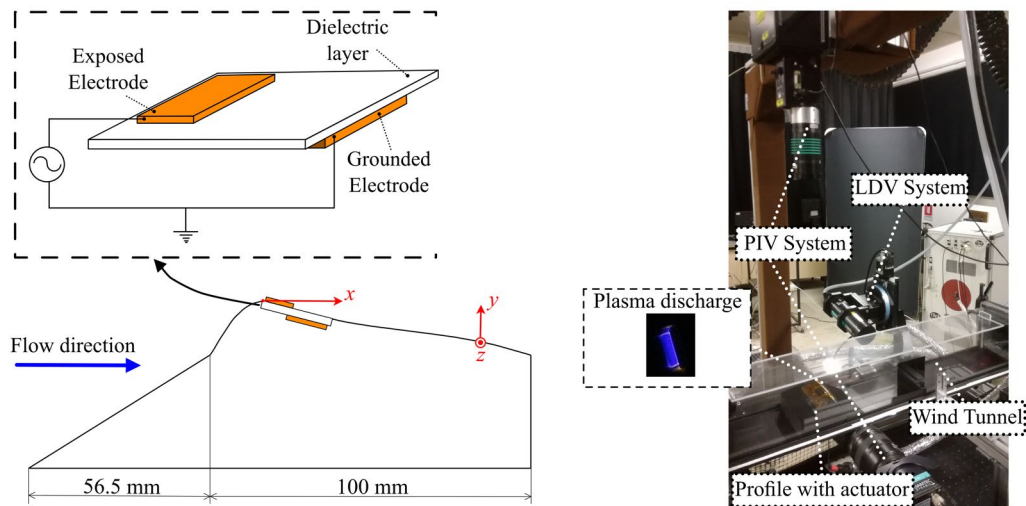 Exposed
Electrode
Dielectric
layer
Grounded
Electrode
x
y
z
Flow direction
56.5 mm
100 mm
LDV System
PIV System
Plasma discharge
Wind Tunnel
Profile with actuator